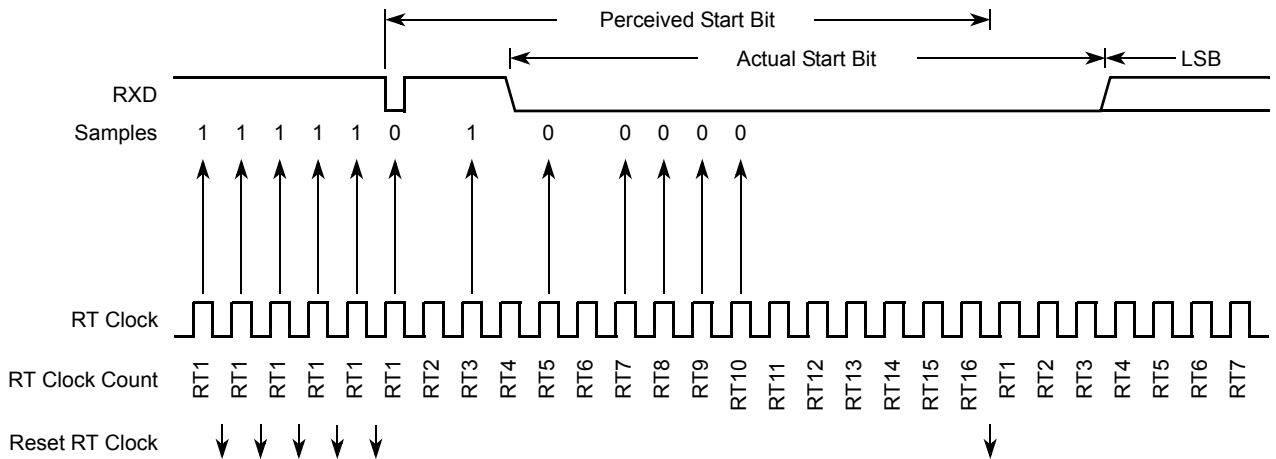 Perceived Start Bit
Actual Start Bit LSB
RXD
Samples 1 1 1 1 1 0 1 0 0 0 0 0
RT Clock
RT Clock Count RT1 RT1 RT1 RT1 RT1 RT1 RT2 RT3 RT4 RT5 RT6 RT7 RT8 RT9 RT10 RT11 RT12 RT13 RT14 RT15 RT16 RT1 RT2 RT3 RT4 RT5 RT6 RT7
Reset RT Clock